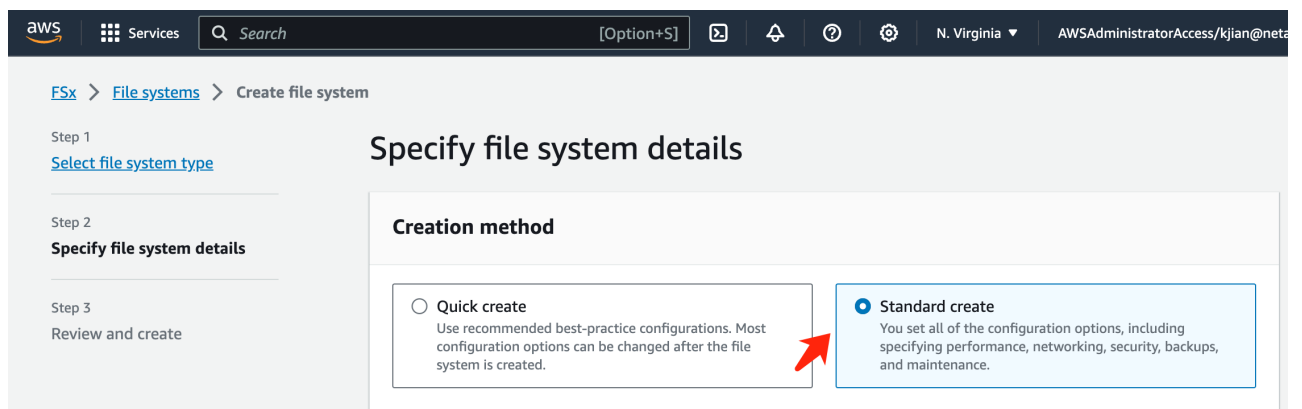 aws
Services
Search
[Option+S]
N. Virginia
AWSAdministratorAccess/kjian@neta
FSx > File systems > Create file system
Step 1
Select file system type
Step 2
Specify file system details
Step 3
Review and create
Specify file system details
Creation method
Quick create
Use recommended best-practice configurations. Most
configuration options can be changed after the file
system is created.
Standard create
You set all of the configuration options, including
specifying performance, networking, security, backups,
and maintenance.